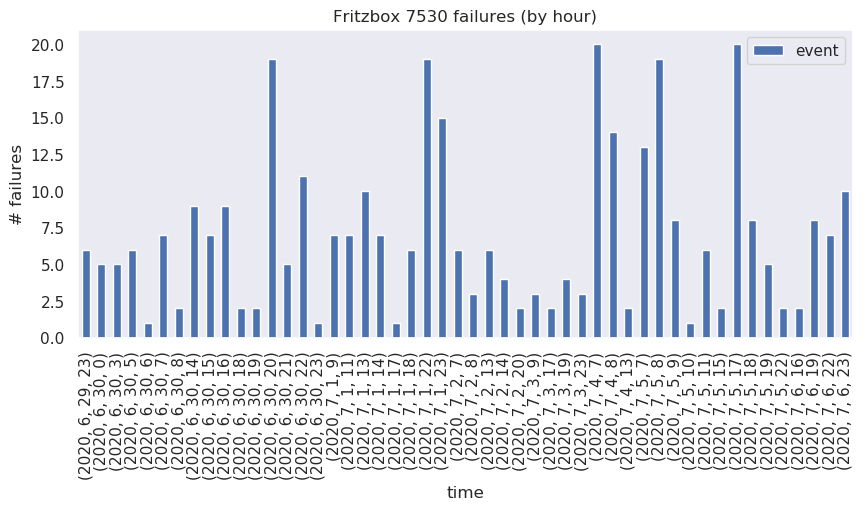 Fritzbox 7530 failures (by hour)
event
# failures
20.0
17.5
15.0
12.5
10.0
7.5
5.0
2.5
0.0
(2020, 6, 29, 23)
(2020, 6, 30, 0)
(2020, 6, 30, 3)
(2020, 6, 30, 5)
(2020, 6, 30, 6)
(2020, 6, 30, 7)
(2020, 6, 30, 8)
(2020, 6, 30, 14)
(2020, 6, 30, 15)
(2020, 6, 30, 16)
(2020, 6, 30, 18)
(2020, 6, 30, 19)
(2020, 6, 30, 20)
(2020, 6, 30, 21)
(2020, 6, 30, 22)
(2020, 6, 30, 23)
(2020, 7, 1, 9)
(2020, 7, 1, 11)
(2020, 7, 1, 13)
(2020, 7, 1, 14)
(2020, 7, 1, 17)
(2020, 7, 1, 18)
(2020, 7, 1, 22)
(2020, 7, 1, 23)
(2020, 7, 2, 7)
(2020, 7, 2, 8)
(2020, 7, 2, 13)
(2020, 7, 2, 14)
(2020, 7, 2, 20)
(2020, 7, 3, 9)
(2020, 7, 3, 17)
(2020, 7, 3, 19)
(2020, 7, 3, 23)
(2020, 7, 4, 7)
(2020, 7, 4, 8)
(2020, 7, 4, 13)
(2020, 7, 5, 7)
(2020, 7, 5, 8)
(2020, 7, 5, 9)
(2020, 7, 5, 10)
(2020, 7, 5, 11)
(2020, 7, 5, 15)
(2020, 7, 5, 17)
(2020, 7, 5, 18)
(2020, 7, 5, 19)
(2020, 7, 5, 22)
(2020, 7, 6, 16)
(2020, 7, 6, 19)
(2020, 7, 6, 22)
(2020, 7, 6, 23)
time